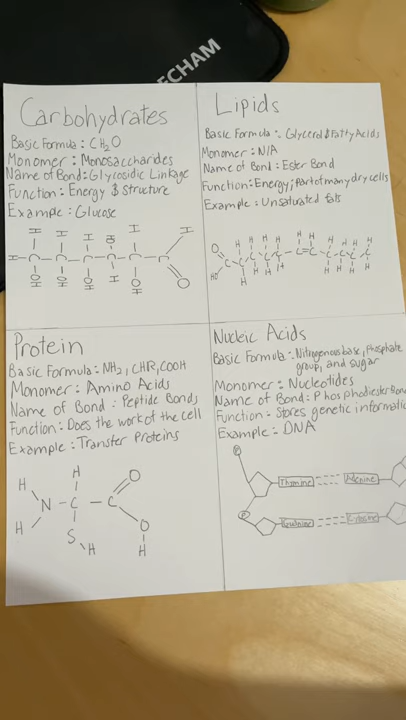 ECHAM
Carbohydrates
Basic Formula: CH2O
Monomer: Monosaccharides
Name of Bond: Glycosidic Linkage
Function: Energy & Structure
Example: Glucose
Lipids
Basic Formula: Glycerol & Fatty Acids
Monomer: N/A
Name of Bond: Ester Bond
Function: Energy; Part of many dry cells
Example: Unsaturated fats
Protein
Basic Formula: NH2, CHR, COOH
Monomer: Amino Acids
Name of Bond: Peptide Bonds
Function: Does the work of the cell
Example: Transfer Proteins
H H
N - C - C O
H S H O
H
Nucleic Acids
Basic Formula: Nitrogenous base, phosphate
group, and sugar
Monomer: Nucleotides
Name of Bond: Phosphodiester Bon
Function: Stores genetic informatio
Example: DNA
P
Thymine Adenine
P
Cytosine